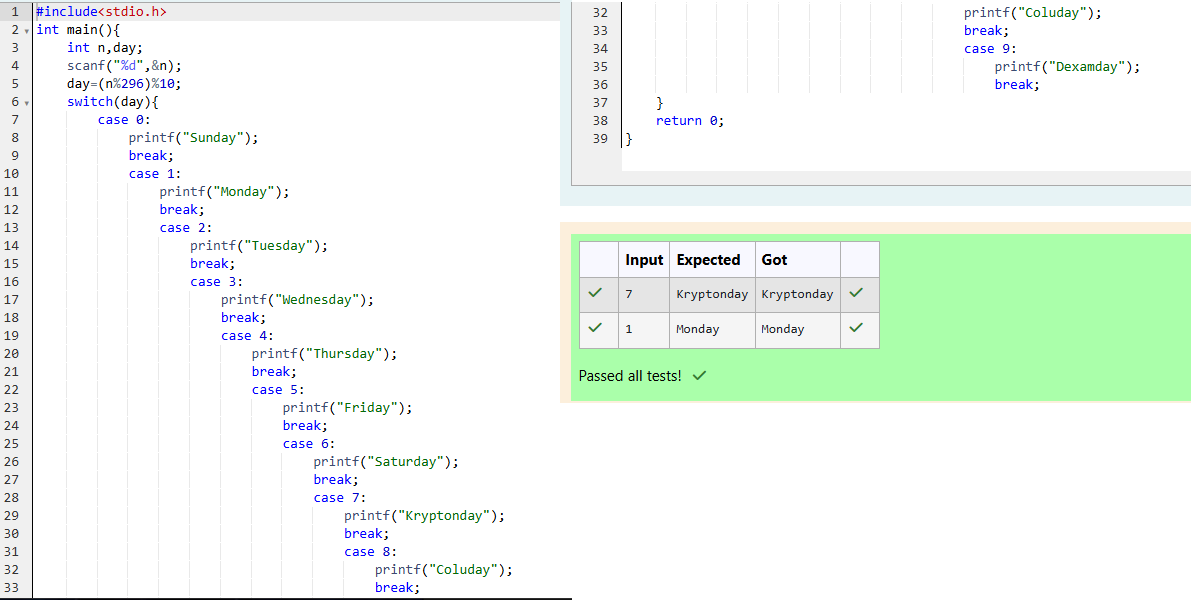 1 #include<stdio.h>
2 int main(){
3 int n,day;
4 scanf("%d",&n);
5 day=(n%296)%10;
6 switch(day){
7 case 0:
8 printf("Sunday");
9 break;
10 case 1:
11 printf("Monday");
12 break;
13 case 2:
14 printf("Tuesday");
15 break;
16 case 3:
17 printf("Wednesday");
18 break;
19 case 4:
20 printf("Thursday");
21 break;
22 case 5:
23 printf("Friday");
24 break;
25 case 6:
26 printf("Saturday");
27 break;
28 case 7:
29 printf("Kryptonday");
30 break;
31 case 8:
32 printf("Coluday");
33 break;
32 printf("Coluday");
33 break;
34 case 9:
35 printf("Dexamday");
36 break;
37 }
38 return 0;
39 }
Input Expected Got
7 Kryptonday Kryptonday
1 Monday Monday
Passed all tests!